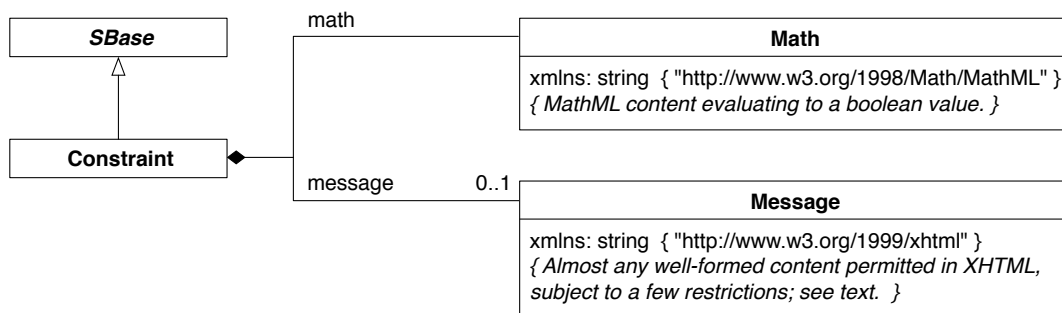 SBase
Constraint
math
message 0..1
Math
xmlns: string { "http://www.w3.org/1998/Math/MathML" }
{ MathML content evaluating to a boolean value. }
Message
xmlns: string { "http://www.w3.org/1999/xhtml" }
{ Almost any well-formed content permitted in XHTML,
subject to a few restrictions; see text. }